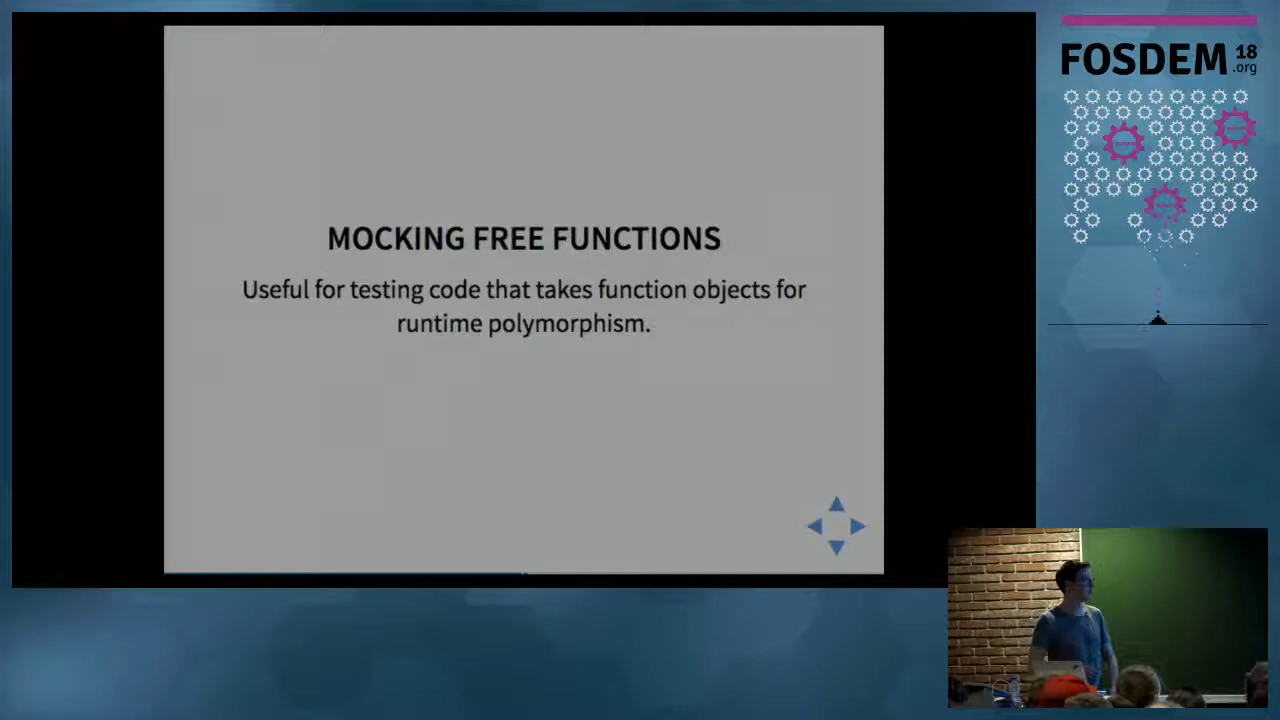 MOCKING FREE FUNCTIONS
Useful for testing code that takes function objects for
runtime polymorphism.
FOSDEM 18
.org